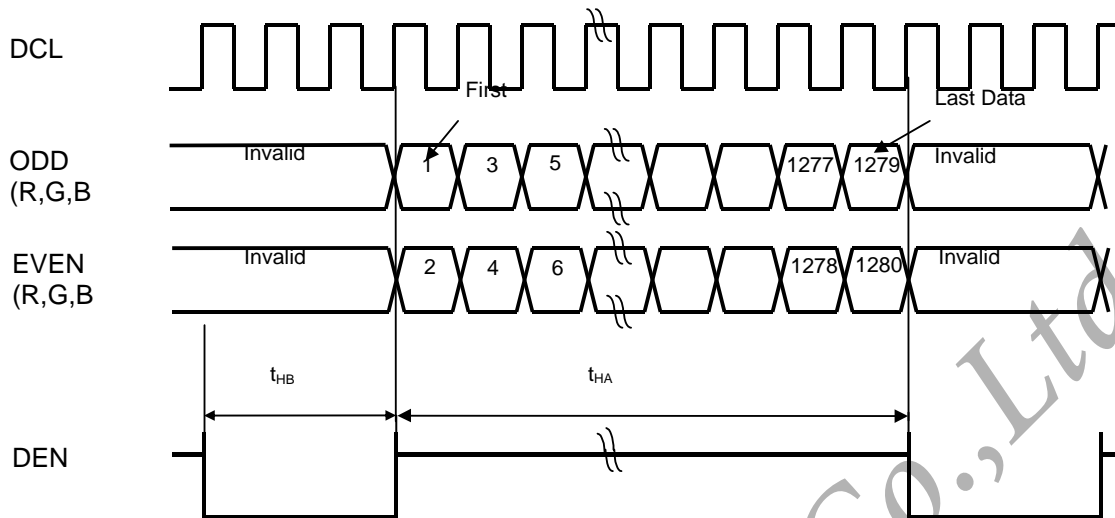 DCL
First
Last Data
ODD
(R,G,B
Invalid
1
3
5
1277
1279
Invalid
EVEN
(R,G,B
Invalid
2
4
6
1278
1280
Invalid
tHB
tHA
DEN
Co.,Ltd